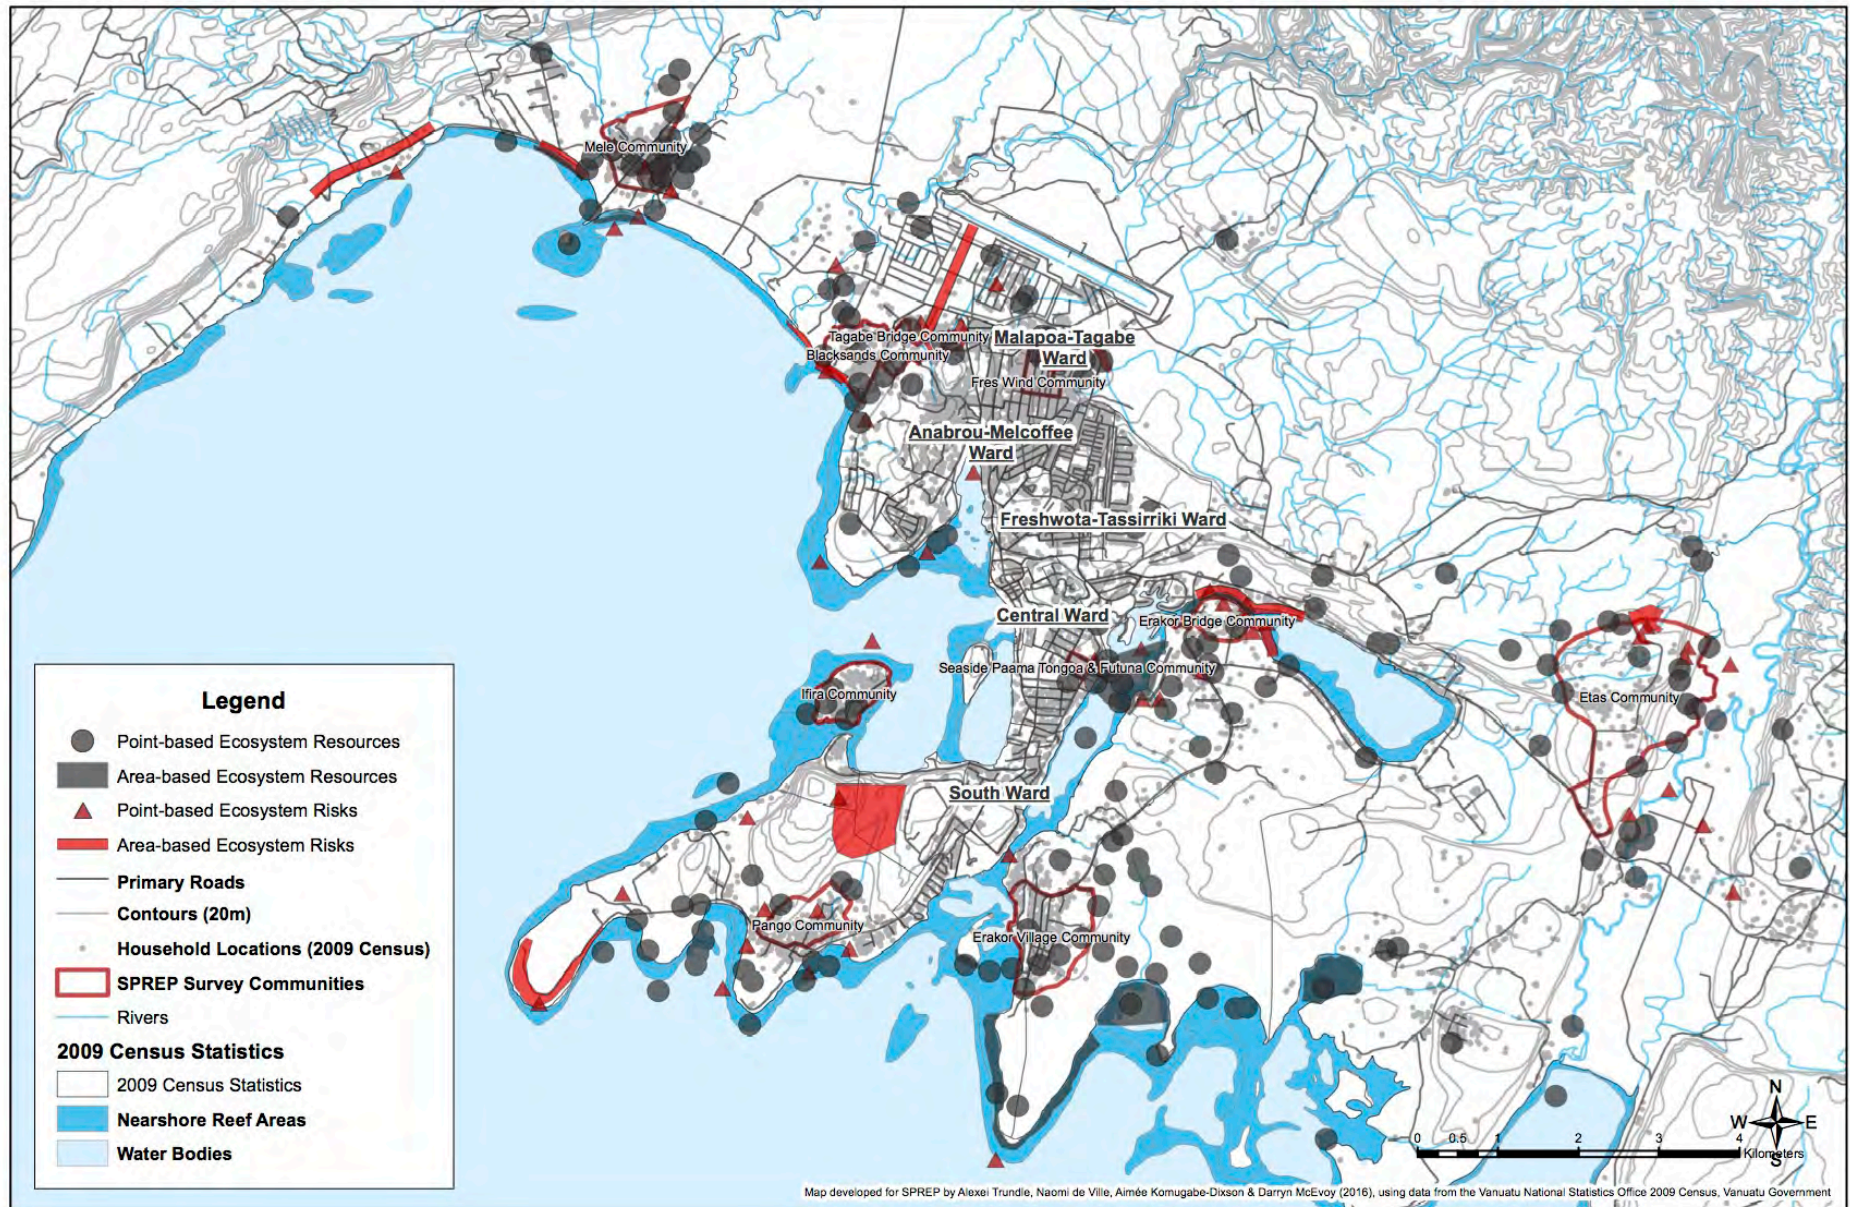 Mele Community
Tagabe Bridge Community
Malapoa-Tagabe
Ward
Blacksands Community
Fres Wind Community
Anabrou-Melcoffee
Ward
Freshwota-Tassirriki Ward
Central Ward
Erakor Bridge Community
Seaside Paama Tongoa & Futuna Community
Ifira Community
Etas Community
South Ward
Pango Community
Erakor Village Community
Legend
Point-based Ecosystem Resources
Area-based Ecosystem Resources
Point-based Ecosystem Risks
Area-based Ecosystem Risks
Primary Roads
Contours (20m)
Household Locations (2009 Census)
SPREP Survey Communities
Rivers
2009 Census Statistics
2009 Census Statistics
Nearshore Reef Areas
Water Bodies
N
W E
S
0 0.5 1 2 3 4
Kilometers
Map developed for SPREP by Alexei Trundle, Naomi de Ville, Aimée Komugabe-Dixson & Darryn McEvoy (2016), using data from the Vanuatu National Statistics Office 2009 Census, Vanuatu Government